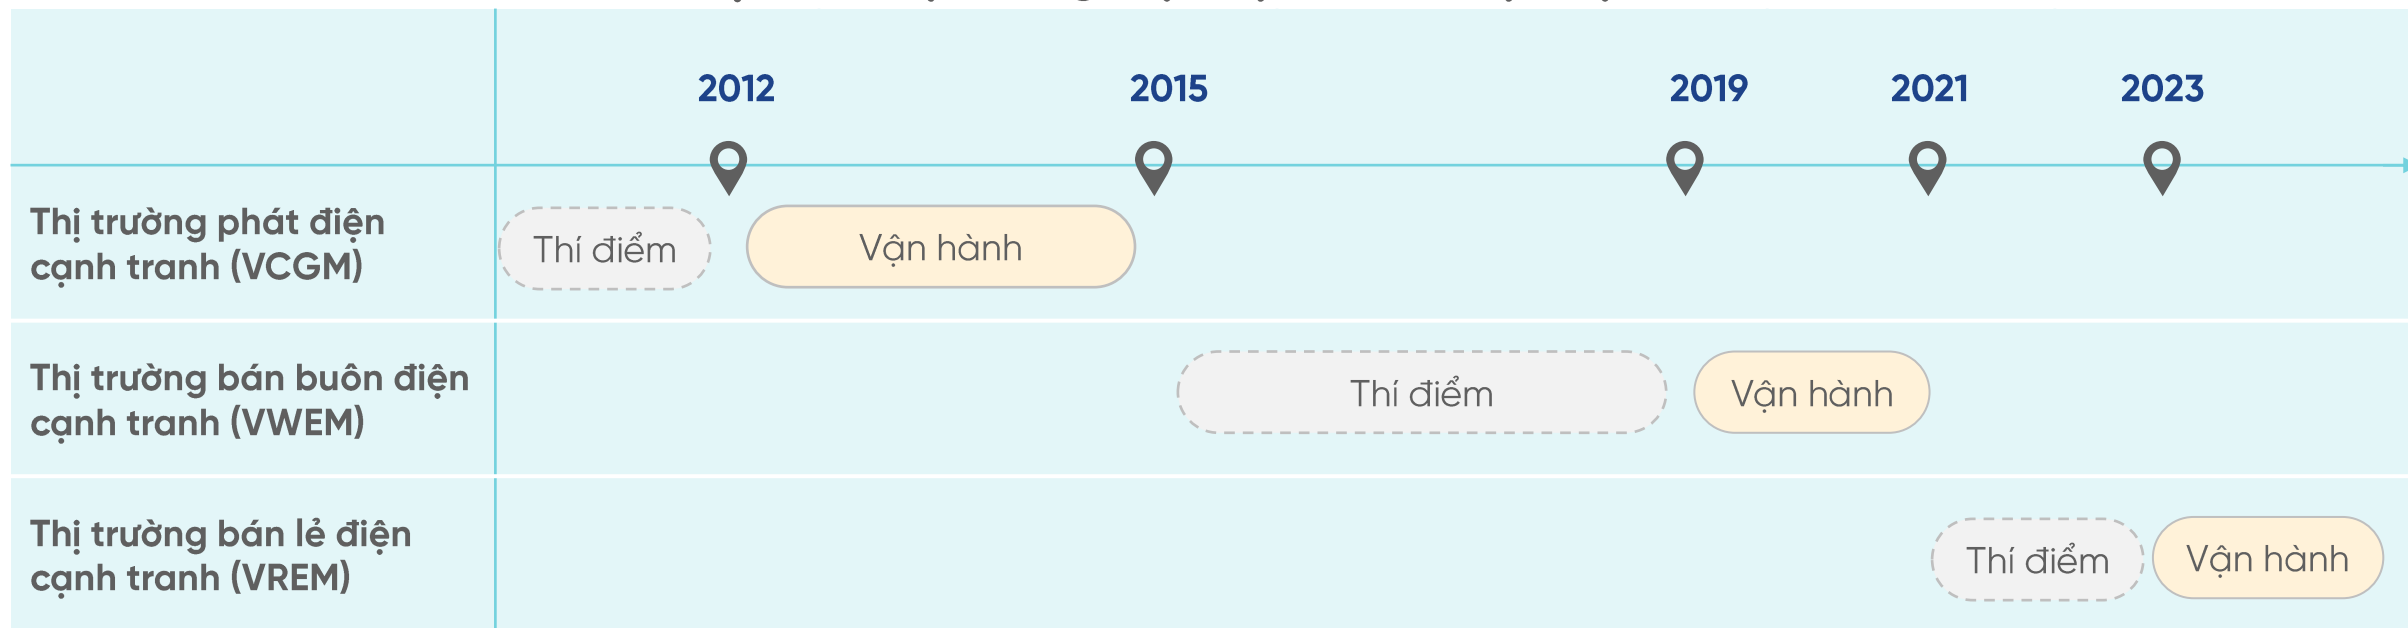 2012 2015 2019 2021 2023
Thị trường phát điện
cạnh tranh (VCGM)
Thí điểm
Vận hành
Thị trường bán buôn điện
cạnh tranh (VWEM)
Thí điểm
Vận hành
Thị trường bán lẻ điện
cạnh tranh (VREM)
Thí điểm
Vận hành